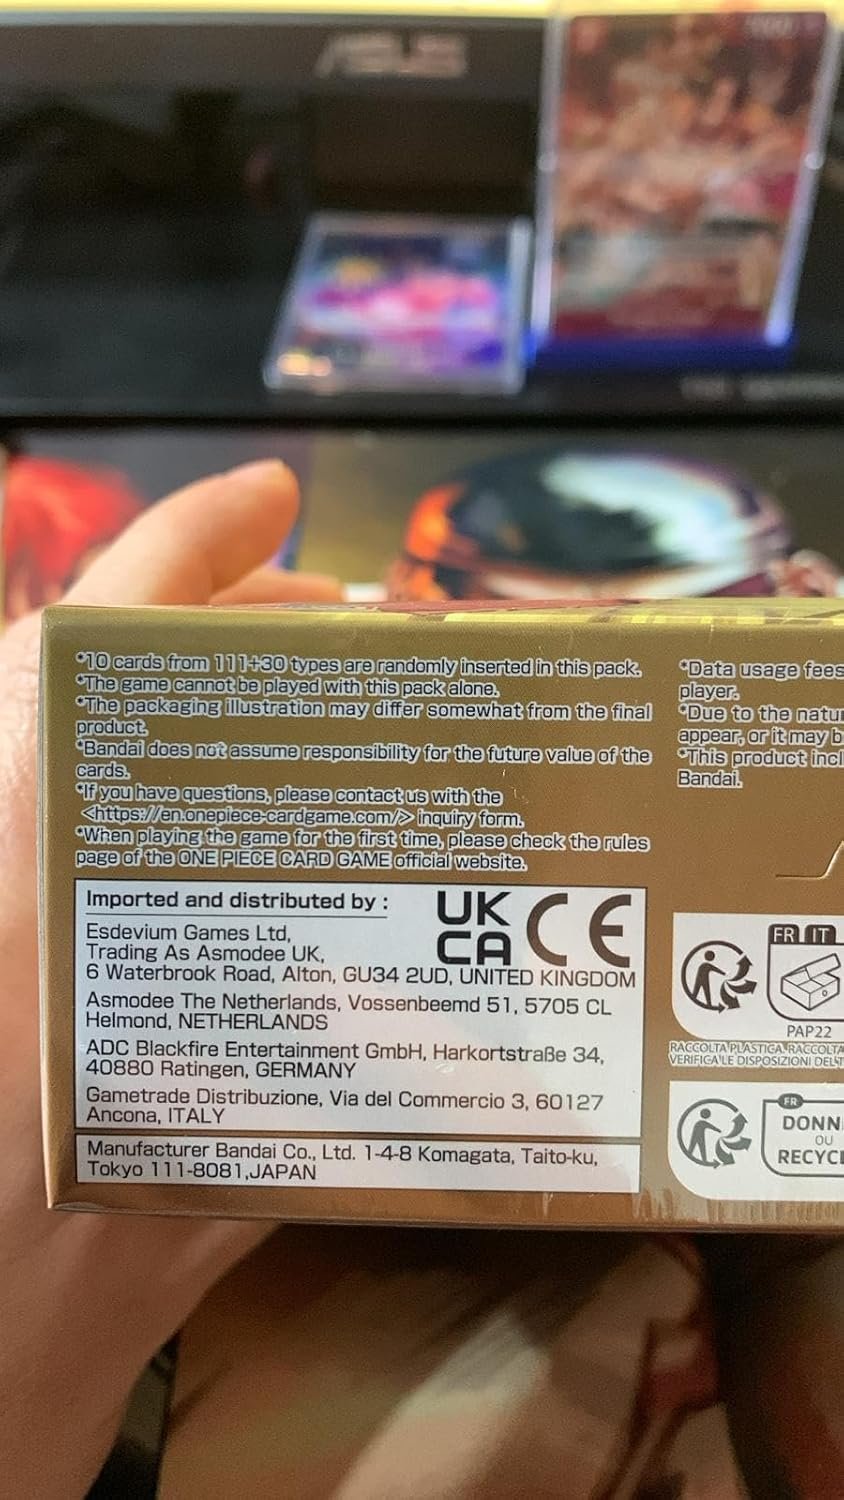 ASUS
*10 cards from 111+30 types are randomly inserted in this pack.
*The game cannot be played with this pack alone.
*The packaging illustration may differ somewhat from the final
product.
*Bandai does not assume responsibility for the future value of the
cards.
*If you have questions, please contact us with the
<https://en.onepiece-cardgame.com/> inquiry form.
*When playing the game for the first time, please check the rules
page of the ONE PIECE CARD GAME official website.
*Data usage fees
player.
*Due to the natur
appear, or it may b
*This product incl
Bandai.
Imported and distributed by :
UK
CA
CE
Esdevium Games Ltd,
Trading As Asmodee UK,
6 Waterbrook Road, Alton, GU34 2UD, UNITED KINGDOM
Asmodee The Netherlands, Vossenbeemd 51, 5705 CL
Helmond, NETHERLANDS
ADC Blackfire Entertainment GmbH, Harkortstraße 34,
40880 Ratingen, GERMANY
Gametrade Distribuzione, Via del Commercio 3, 60127
Ancona, ITALY
Manufacturer Bandai Co., Ltd. 1-4-8 Komagata, Taito-ku,
Tokyo 111-8081,JAPAN
FR IT
PAP22
RACCOLTA PLASTICA. RACCOLTA
VERIFICA LE DISPOSIZIONI DEL T
FR
DONN
OU
RECYCL